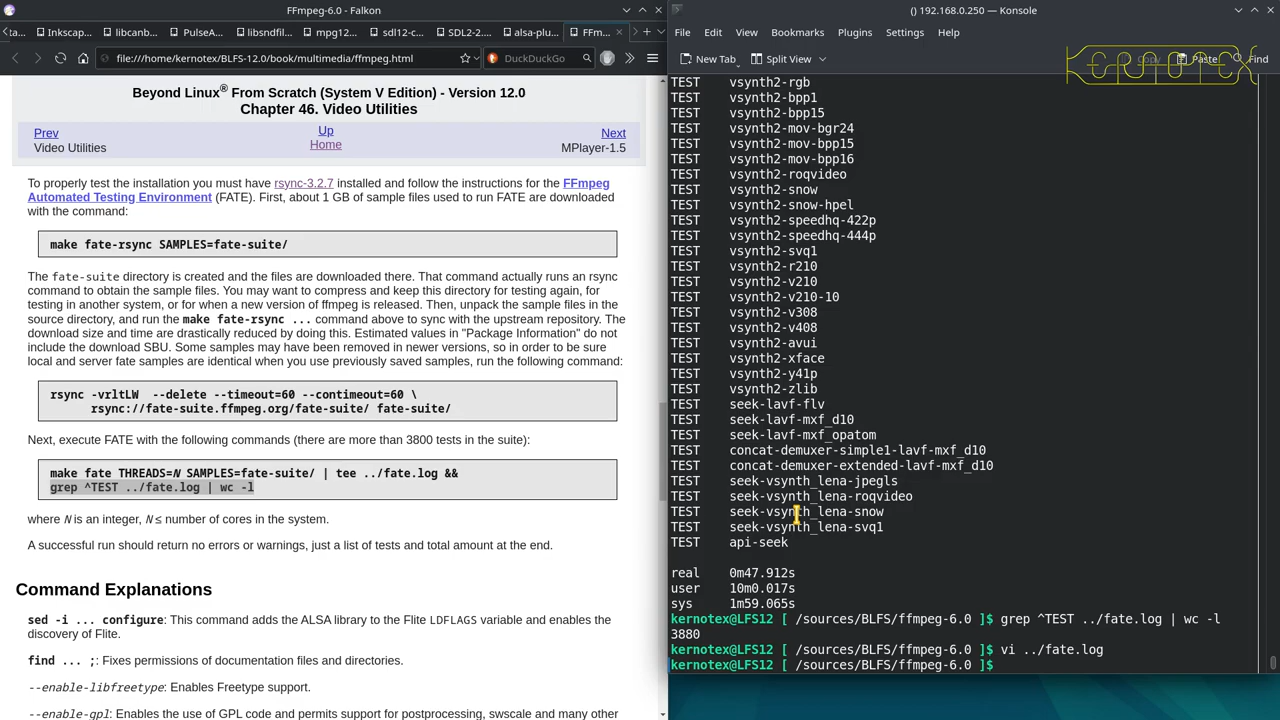 FFmpeg-6.0 - Falkon
ta...
Inkscap...
libcanb...
PulseA...
libsndfil...
mpg12...
sdl12-c...
SDL2-2....
alsa-plu...
FFm...
file:///home/kernotex/BLFS-12.0/book/multimedia/ffmpeg.html
DuckDuckGo
Beyond Linux® From Scratch (System V Edition) - Version 12.0
Chapter 46. Video Utilities
Prev
Up
Next
Video Utilities
Home
MPlayer-1.5
To properly test the installation you must have rsync-3.2.7 installed and follow the instructions for the FFmpeg
Automated Testing Environment (FATE). First, about 1 GB of sample files used to run FATE are downloaded
with the command:
make fate-rsync SAMPLES=fate-suite/
The fate-suite directory is created and the files are downloaded there. That command actually runs an rsync
command to obtain the sample files. You may want to compress and keep this directory for testing again, for
testing in another system, or for when a new version of ffmpeg is released. Then, unpack the sample files in the
source directory, and run the make fate-rsync ... command above to sync with the upstream repository. The
download size and time are drastically reduced by doing this. Estimated values in "Package Information" do not
include the download SBU. Some samples may have been removed in newer versions, so in order to be sure
local and server fate samples are identical when you use previously saved samples, run the following command:
rsync -vrltLW  --delete --timeout=60 --contimeout=60 \
rsync://fate-suite.ffmpeg.org/fate-suite/ fate-suite/
Next, execute FATE with the following commands (there are more than 3800 tests in the suite):
make fate THREADS=N SAMPLES=fate-suite/ | tee ../fate.log &&
grep ^TEST ../fate.log | wc -l
where N is an integer, N ≤ number of cores in the system.
A successful run should return no errors or warnings, just a list of tests and total amount at the end.
Command Explanations
sed -i ... configure: This command adds the ALSA library to the Flite LDFLAGS variable and enables the
discovery of Flite.
find ... ;: Fixes permissions of documentation files and directories.
--enable-libfreetype: Enables Freetype support.
--enable-gpl: Enables the use of GPL code and permits support for postprocessing, swscale and many other
() 192.168.0.250 — Konsole
File Edit View Bookmarks Plugins Settings Help
New Tab
Split View
Copy
Paste
Find
KERNOTEX
TEST vsynth2-rgb
TEST vsynth2-bpp1
TEST vsynth2-bpp15
TEST vsynth2-mov-bgr24
TEST vsynth2-mov-bpp15
TEST vsynth2-mov-bpp16
TEST vsynth2-roqvideo
TEST vsynth2-snow
TEST vsynth2-snow-hpel
TEST vsynth2-speedhq-422p
TEST vsynth2-speedhq-444p
TEST vsynth2-svq1
TEST vsynth2-r210
TEST vsynth2-v210
TEST vsynth2-v210-10
TEST vsynth2-v308
TEST vsynth2-v408
TEST vsynth2-avui
TEST vsynth2-xface
TEST vsynth2-y41p
TEST vsynth2-zlib
TEST seek-lavf-flv
TEST seek-lavf-mxf_d10
TEST seek-lavf-mxf_opatom
TEST concat-demuxer-simple1-lavf-mxf_d10
TEST concat-demuxer-extended-lavf-mxf_d10
TEST seek-vsynth_lena-jpegls
TEST seek-vsynth_lena-roqvideo
TEST seek-vsynth_lena-snow
TEST seek-vsynth_lena-svq1
TEST api-seek
real 0m47.912s
user 10m0.017s
sys 1m59.065s
kernotex@LFS12 [ /sources/BLFS/ffmpeg-6.0 ]$ grep ^TEST ../fate.log | wc -l
3880
kernotex@LFS12 [ /sources/BLFS/ffmpeg-6.0 ]$ vi ../fate.log
kernotex@LFS12 [ /sources/BLFS/ffmpeg-6.0 ]$